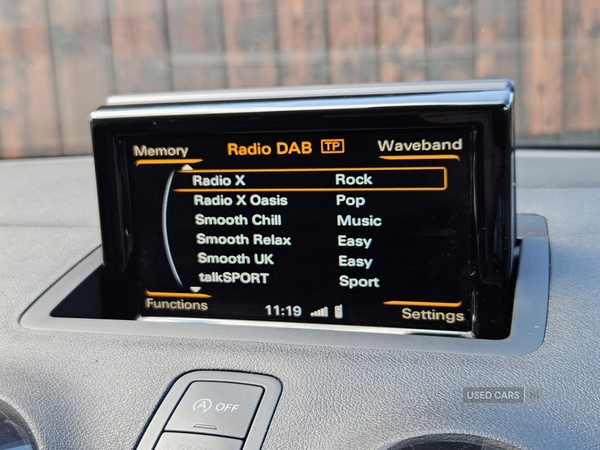 Memory
Radio DAB TP
Waveband
Radio X Rock
Radio X Oasis Pop
Smooth Chill Music
Smooth Relax Easy
Smooth UK Easy
talkSPORT Sport
Functions
11:19
Settings
A OFF
USED CARS NI